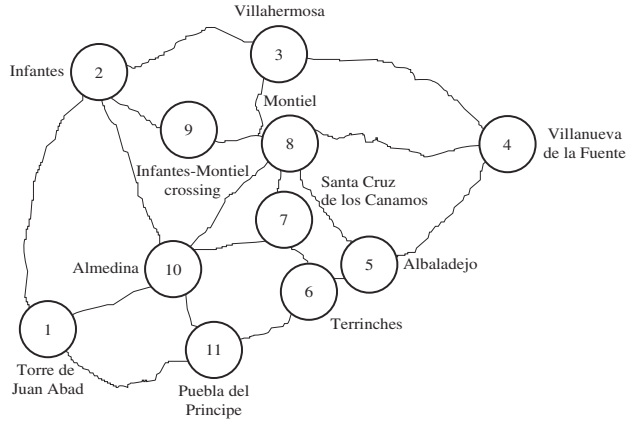 Villahermosa
3
Infantes
2
Montiel
9
8
4
Villanueva
de la Fuente
Infantes-Montiel
crossing
Santa Cruz
de los Canamos
7
Almedina
10
5
Albaladejo
6
Terrinches
1
11
Torre de
Juan Abad
Puebla del
Principe